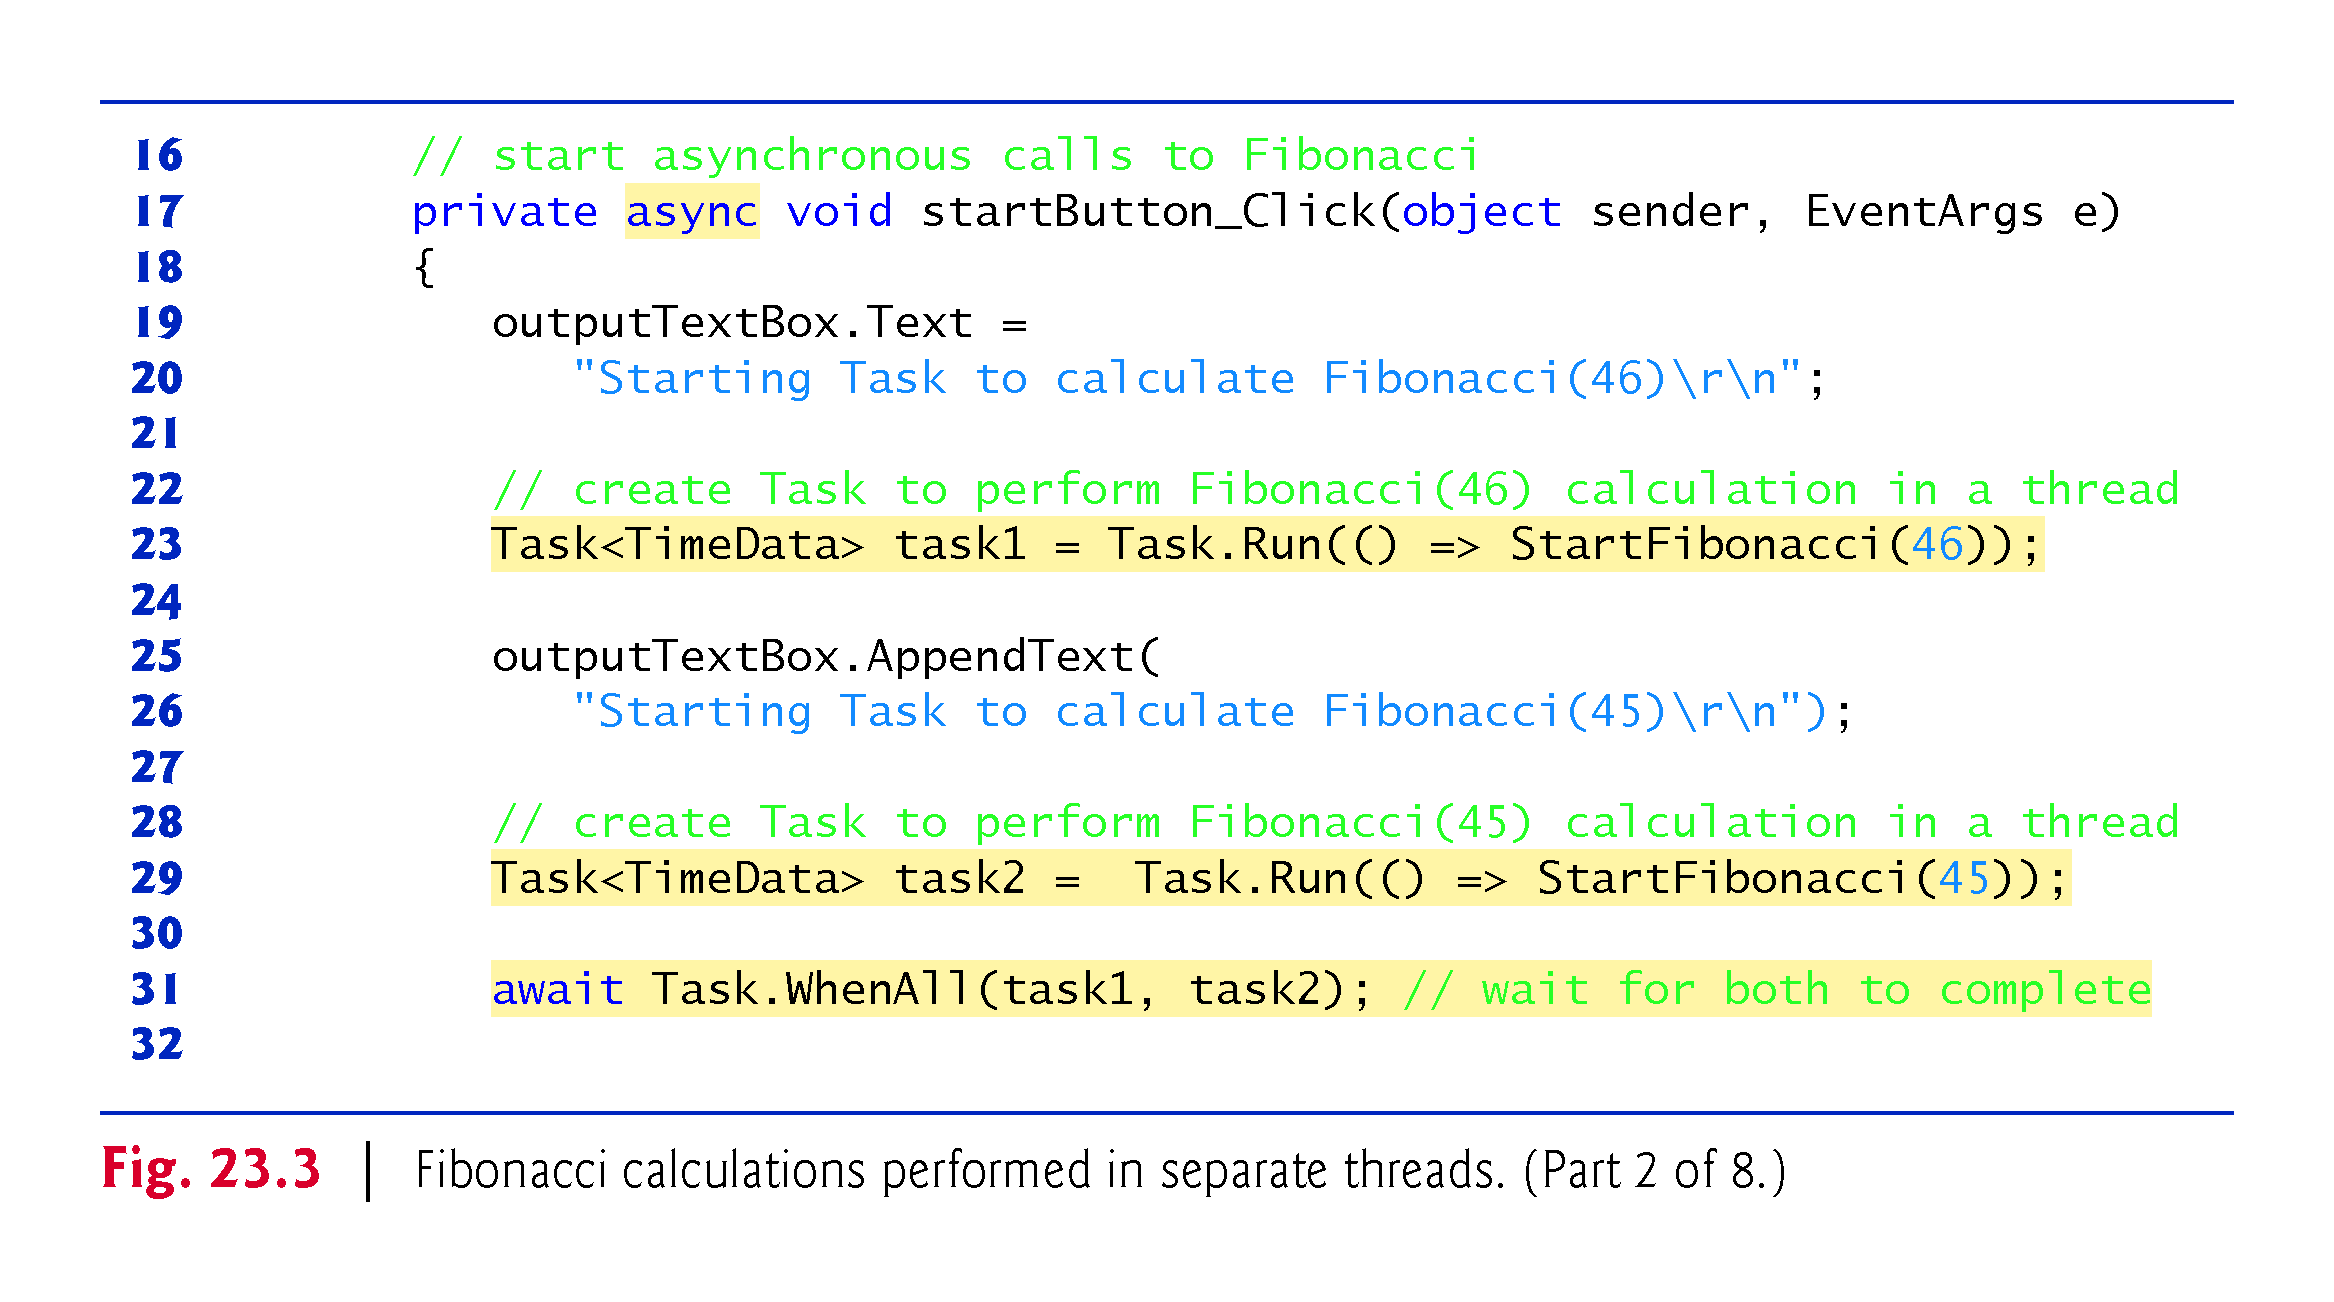 16 // start asynchronous calls to Fibonacci
17 private async void startButton_Click(object sender, EventArgs e)
18 {
19 outputTextBox.Text =
20 "Starting Task to calculate Fibonacci(46)\r\n";
21
22 // create Task to perform Fibonacci(46) calculation in a thread
23 Task<TimeData> task1 = Task.Run(() => StartFibonacci(46));
24
25 outputTextBox.AppendText(
26 "Starting Task to calculate Fibonacci(45)\r\n");
27
28 // create Task to perform Fibonacci(45) calculation in a thread
29 Task<TimeData> task2 =  Task.Run(() => StartFibonacci(45));
30
31 await Task.WhenAll(task1, task2); // wait for both to complete
32
Fig. 23.3 | Fibonacci calculations performed in separate threads. (Part 2 of 8.)